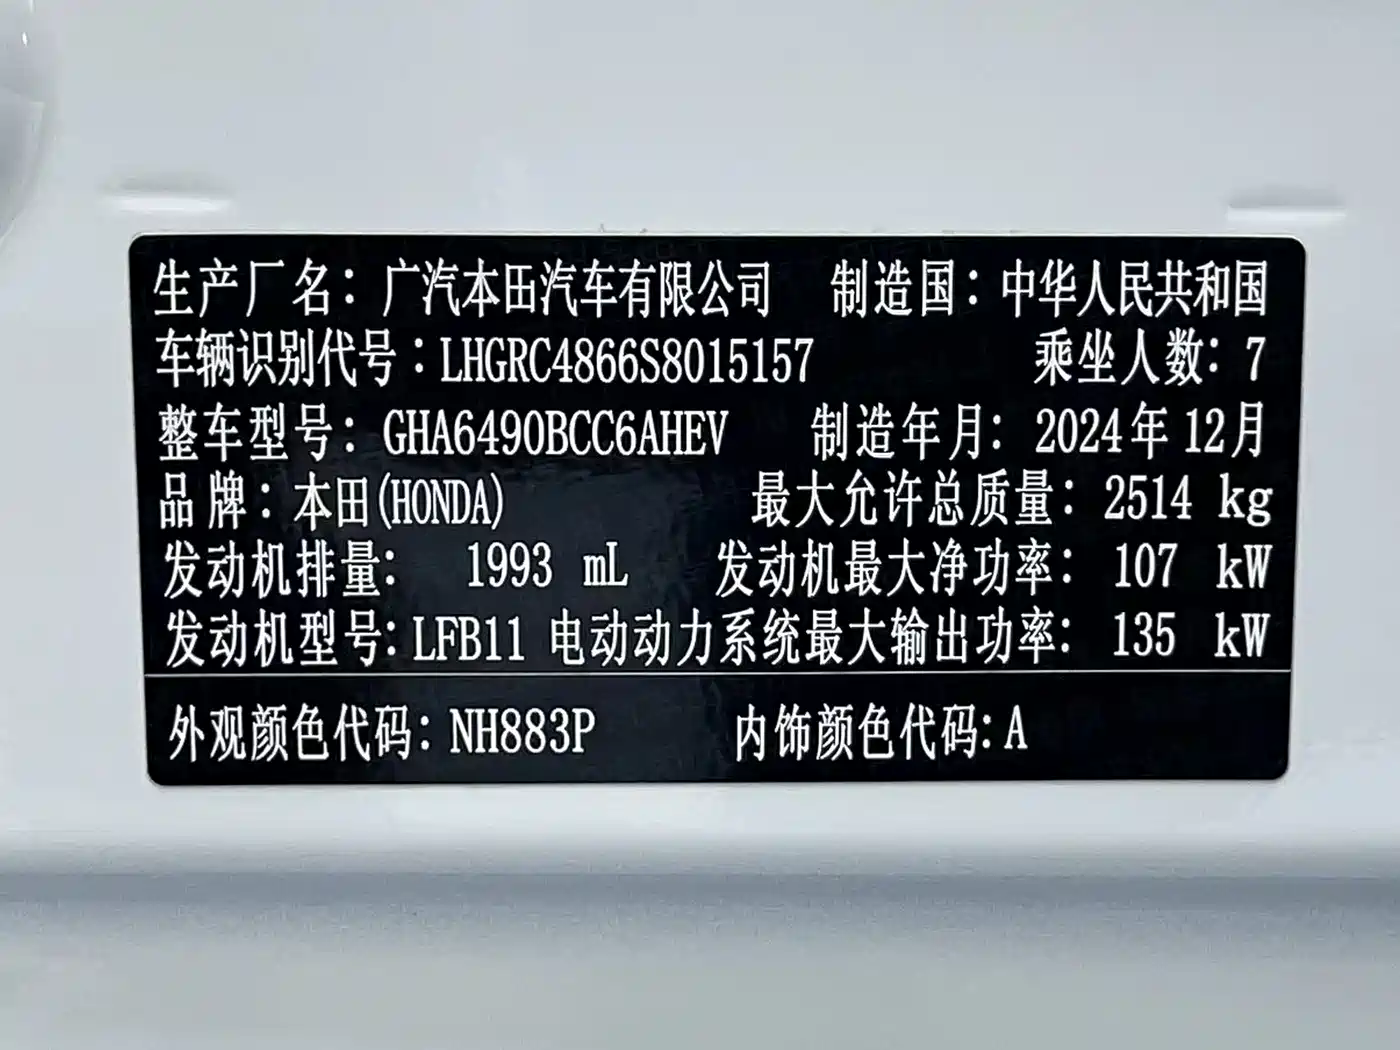 生产厂名：广汽本田汽车有限公司 制造国：中华人民共和国
车辆识别代号：LHGRC4866S8015157 乘坐人数：7
整车型号：GHA6490BCC6AHEV 制造年月：2024年12月
品牌：本田(HONDA) 最大允许总质量：2514 kg
发动机排量： 1993 mL 发动机最大净功率： 107 kW
发动机型号：LFB11 电动动力系统最大输出功率： 135 kW
外观颜色代码：NH883P 内饰颜色代码：A